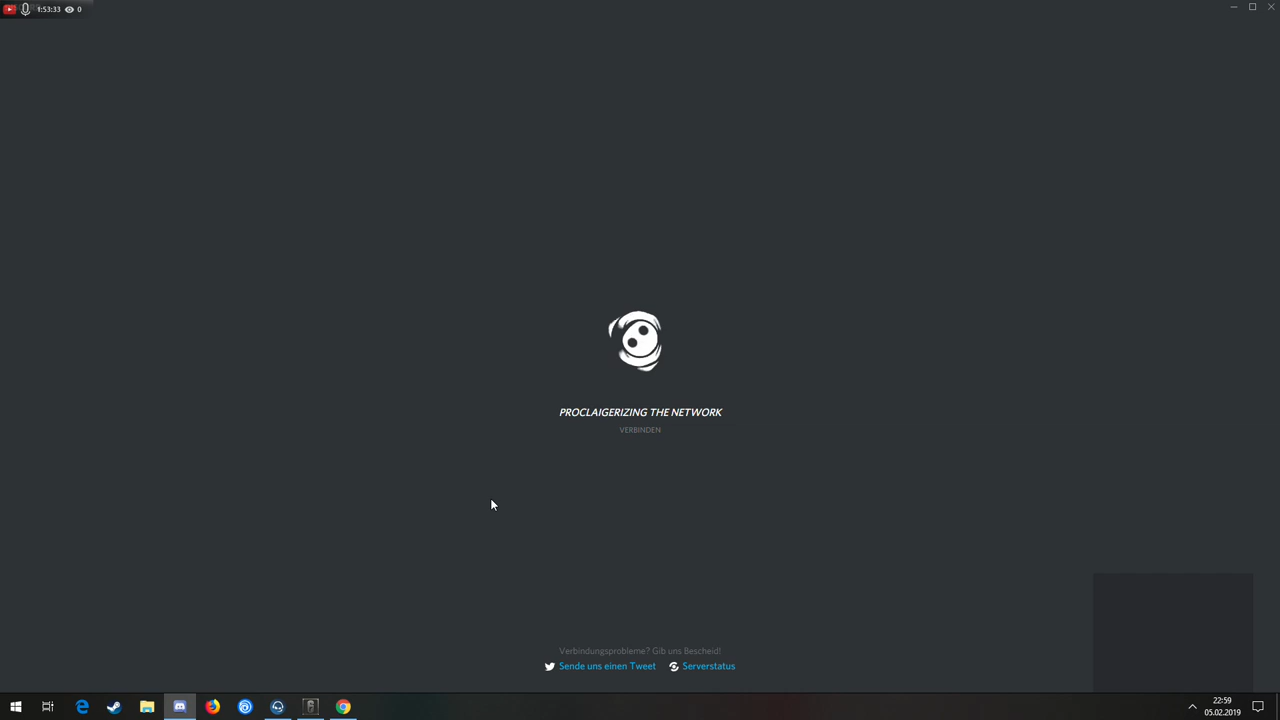 1:53:33 0
PROCLAIGERIZING THE NETWORK
VERBINDEN
Verbindungsprobleme? Gib uns Bescheid!
Sende uns einen Tweet Serverstatus
22:59
05.02.2019